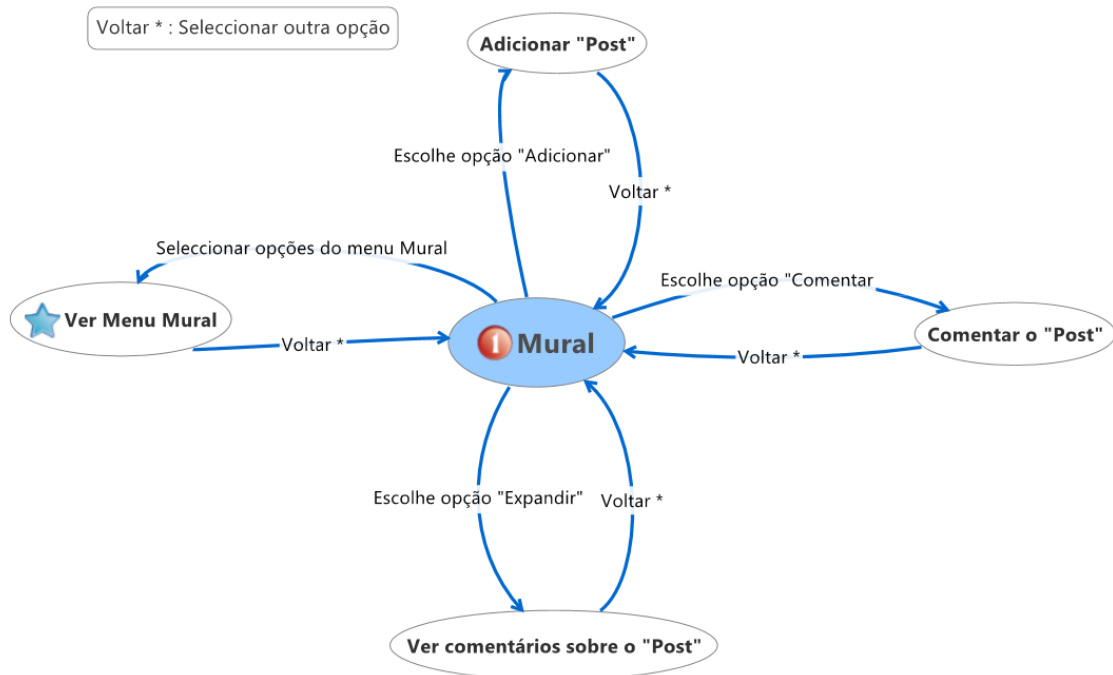 Voltar * : Seleccionar outra opção
Adicionar "Post"
Escolhe opção "Adicionar"
Voltar *
Seleccionar opções do menu Mural
Escolhe opção "Comentar
Ver Menu Mural
Voltar *
1 Mural
Voltar *
Comentar o "Post"
Escolhe opção "Expandir"
Voltar *
Ver comentários sobre o "Post"